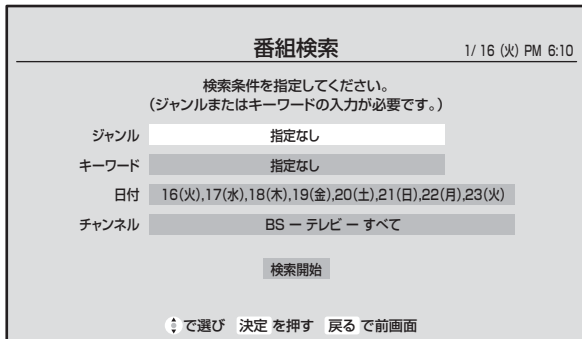 番組検索 1/ 16 (火) PM 6:10
検索条件を指定してください。
(ジャンルまたはキーワードの入力が必要です。)
ジャンル 指定なし
キーワード 指定なし
日付 16(火),17(水),18(木),19(金),20(土),21(日),22(月),23(火)
チャンネル BS ー テレビ ー すべて
検索開始
で選び 決定 を押す 戻る で前画面